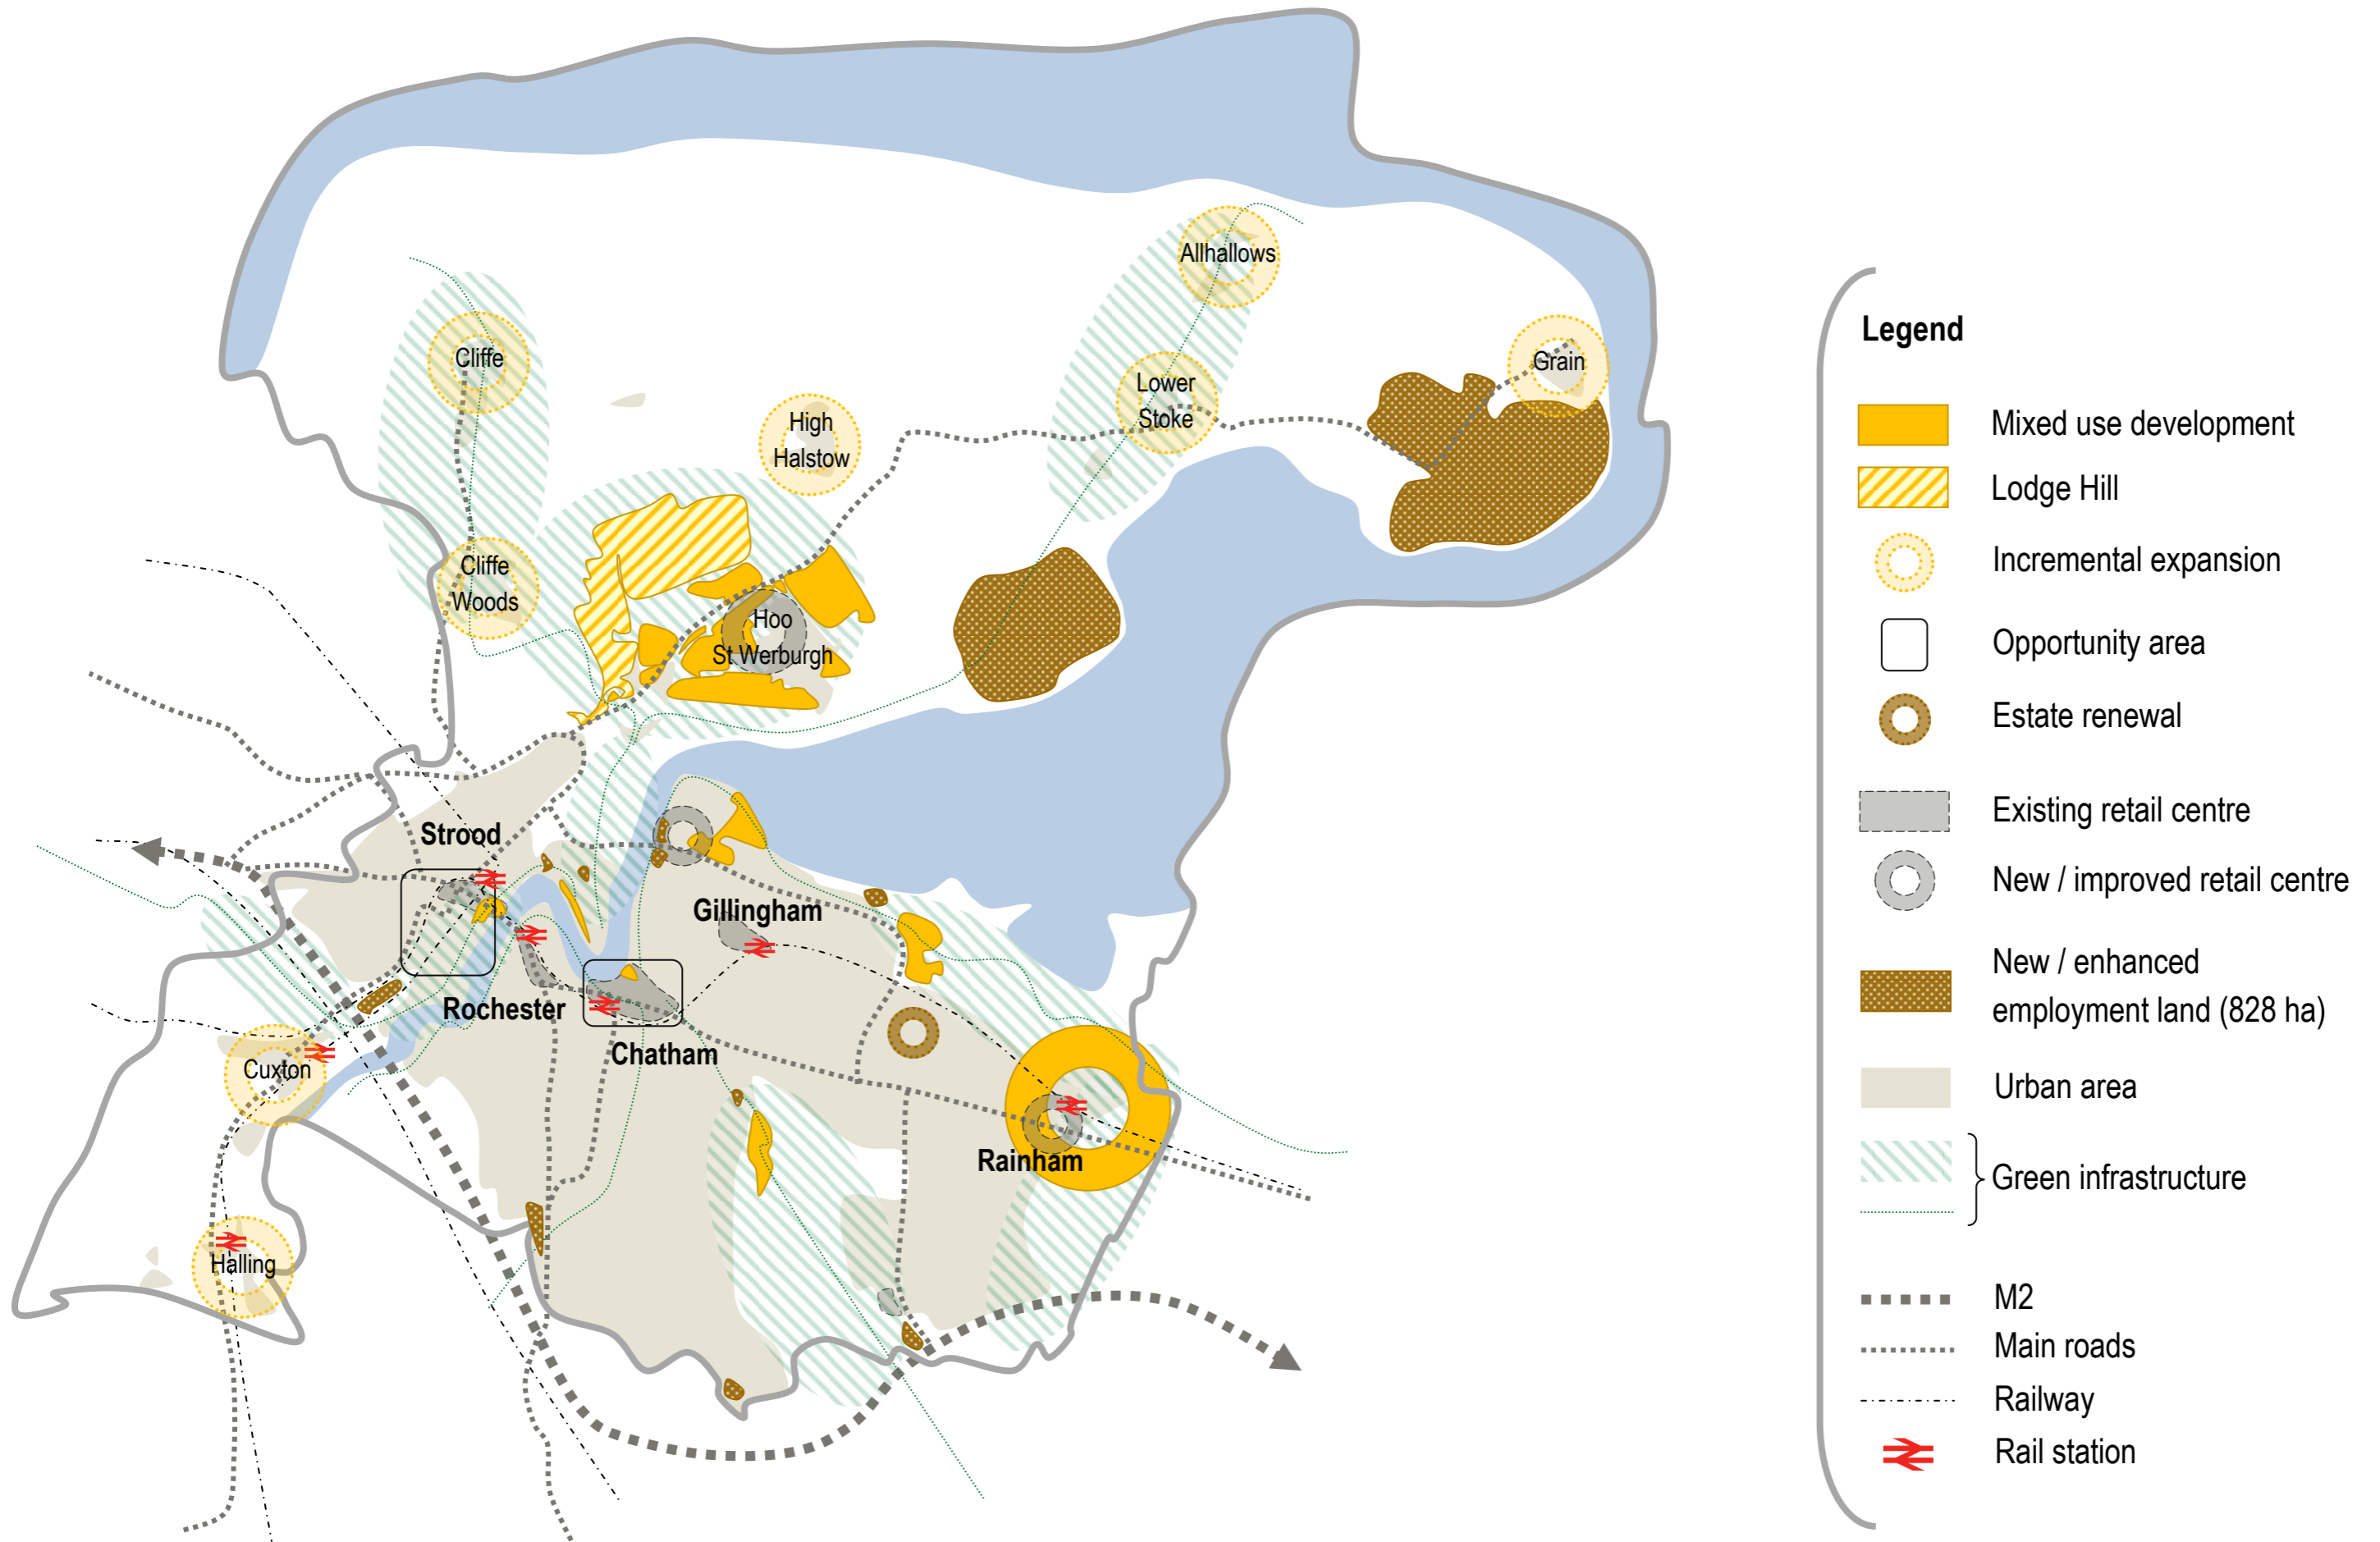 Allhallows
Cliffe
Grain
Lower
Stoke
High
Halstow
Cliffe
Woods
Hoo
St Werburgh
Strood
Gillingham
Rochester
Chatham
Cuxton
Rainham
Halling
Legend
Mixed use development
Lodge Hill
Incremental expansion
Opportunity area
Estate renewal
Existing retail centre
New / improved retail centre
New / enhanced
employment land (828 ha)
Urban area
Green infrastructure
M2
Main roads
Railway
Rail station